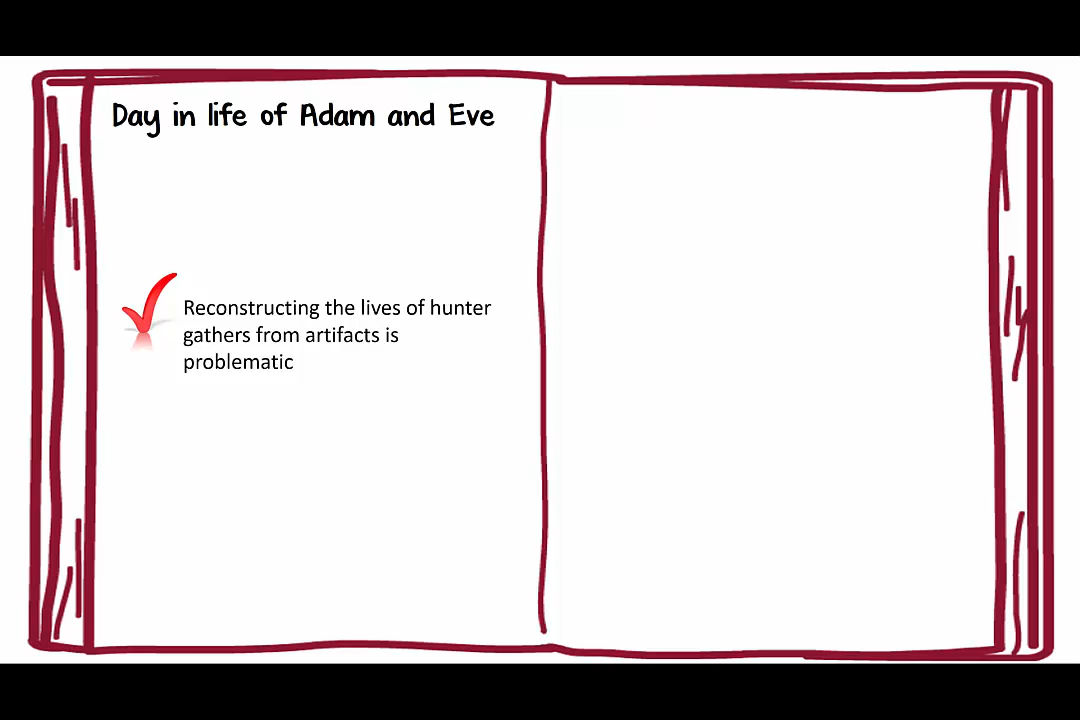 Day in life of Adam and Eve
Reconstructing the lives of hunter
gathers from artifacts is
problematic